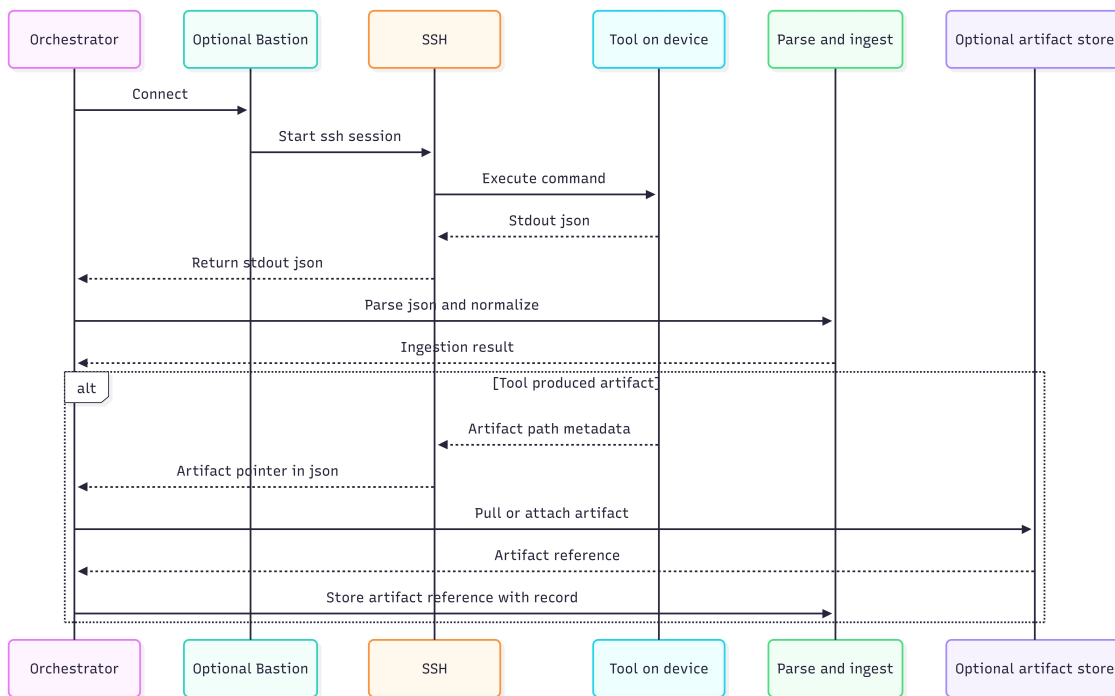 Orchestrator
Optional Bastion
SSH
Tool on device
Parse and ingest
Optional artifact store
Connect
Start ssh session
Execute command
Stdout json
Return stdout json
Parse json and normalize
Ingestion result
alt
[Tool produced artifact]
Artifact path metadata
Artifact pointer in json
Pull or attach artifact
Artifact reference
Store artifact reference with record
Orchestrator
Optional Bastion
SSH
Tool on device
Parse and ingest
Optional artifact store